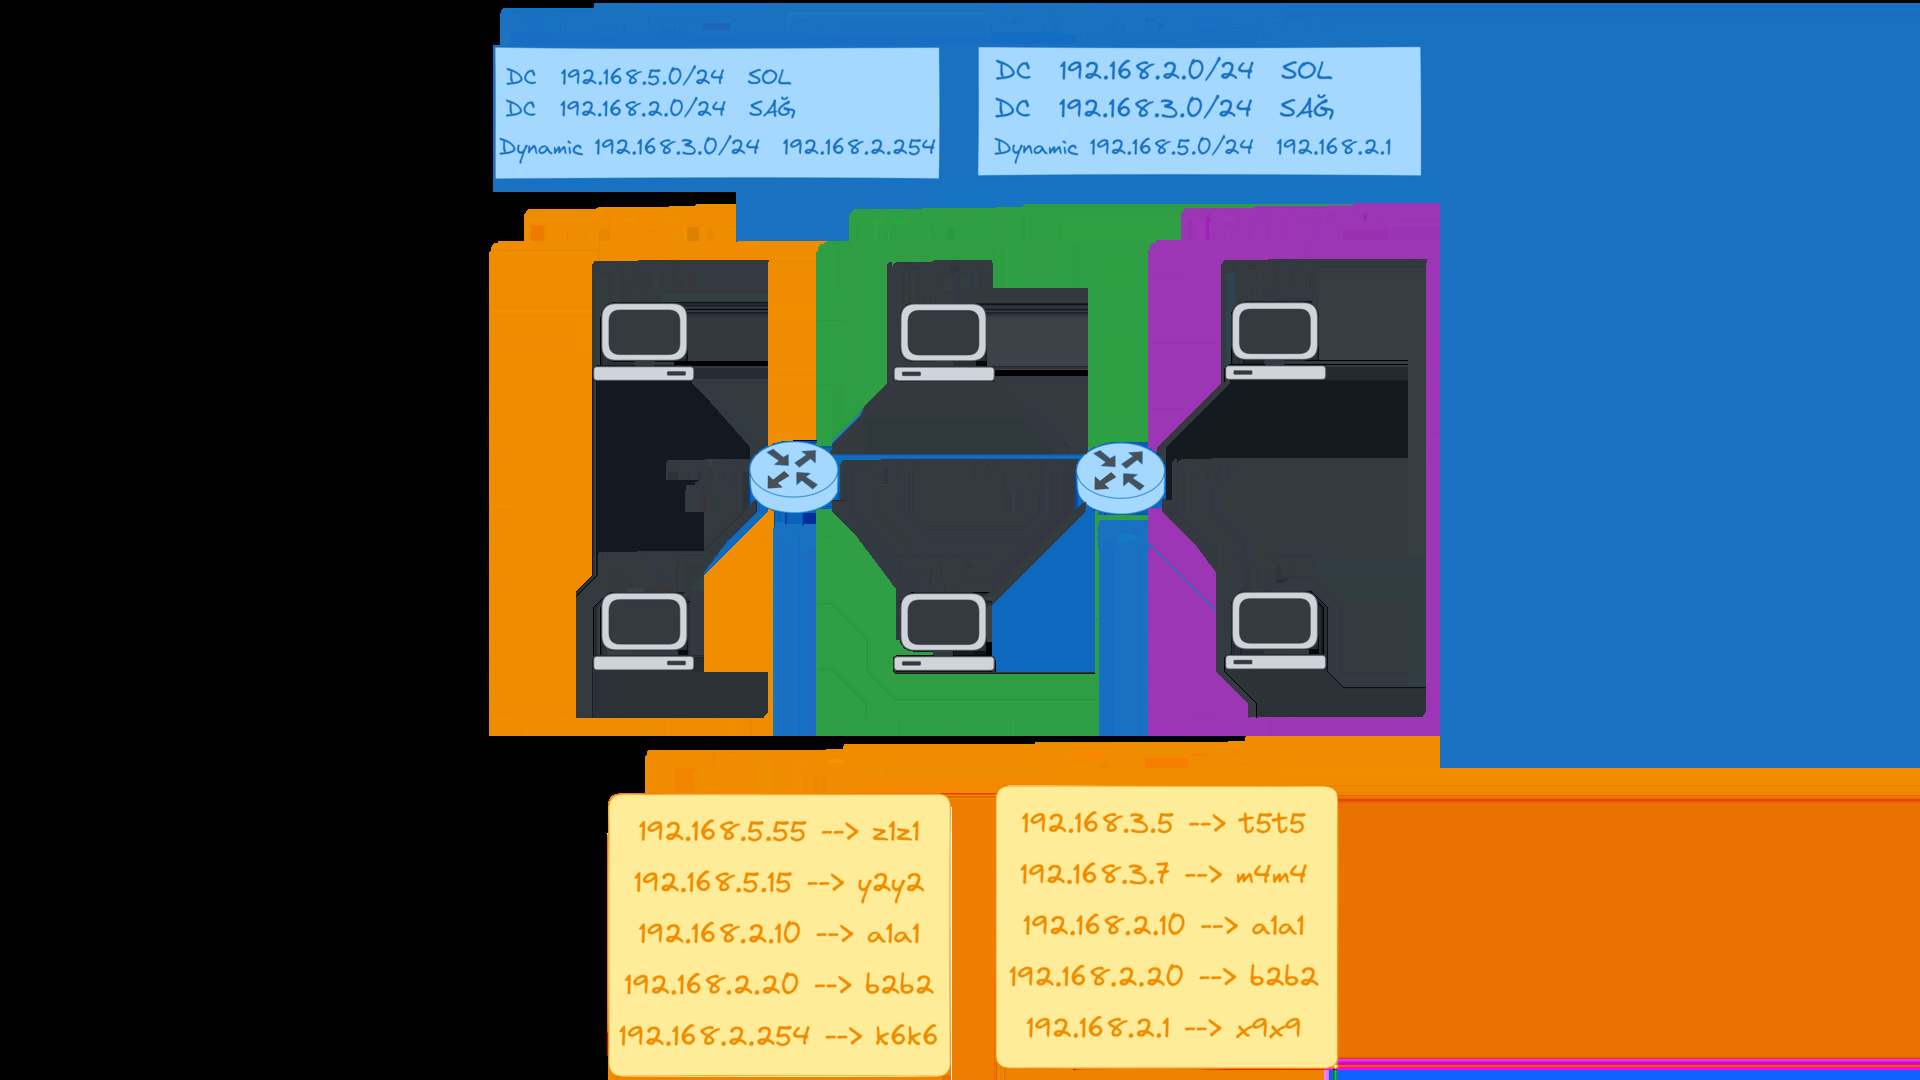 DC 192.168.5.0/24 SOL
DC 192.168.2.0/24 SAĞ
Dynamic 192.168.3.0/24 192.168.2.254
DC 192.168.2.0/24 SOL
DC 192.168.3.0/24 SAĞ
Dynamic 192.168.5.0/24 192.168.2.1
192.168.5.55 --> z1z1
192.168.5.15 --> y2y2
192.168.2.10 --> a1a1
192.168.2.20 --> b2b2
192.168.2.254 --> k6k6
192.168.3.5 --> t5t5
192.168.3.7 --> m4m4
192.168.2.10 --> a1a1
192.168.2.20 --> b2b2
192.168.2.1 --> x9x9